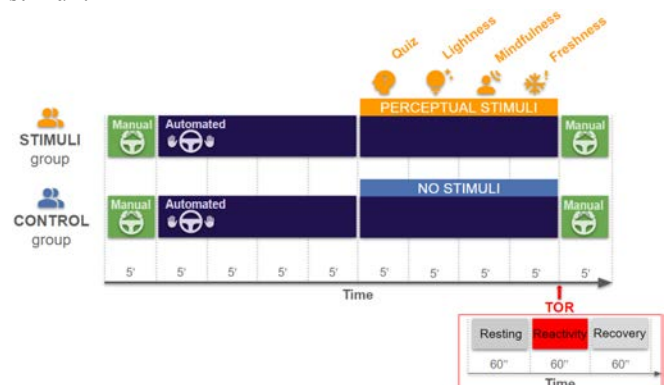 Quiz
Lightness
Mindfulness
Freshness
PERCEPTUAL STIMULI
STIMULI
group
Manual
Automated
Manual
NO STIMULI
CONTROL
group
Manual
Automated
Manual
5' 5' 5' 5' 5' 5' 5' 5' 5' 5'
Time
TOR
Resting Reactivity Recovery
60" 60" 60"
Time